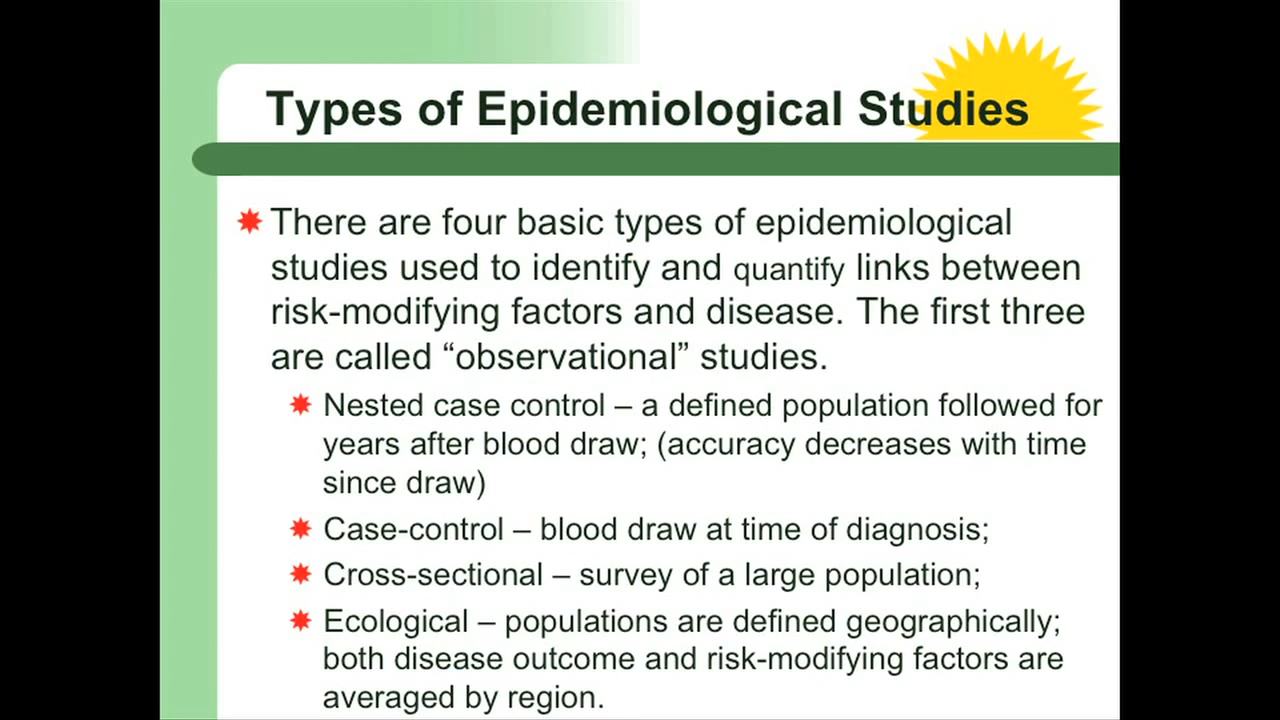 Types of Epidemiological Studies
There are four basic types of epidemiological
studies used to identify and quantify links between
risk-modifying factors and disease. The first three
are called “observational” studies.
Nested case control – a defined population followed for
years after blood draw; (accuracy decreases with time
since draw)
Case-control – blood draw at time of diagnosis;
Cross-sectional – survey of a large population;
Ecological – populations are defined geographically;
both disease outcome and risk-modifying factors are
averaged by region.